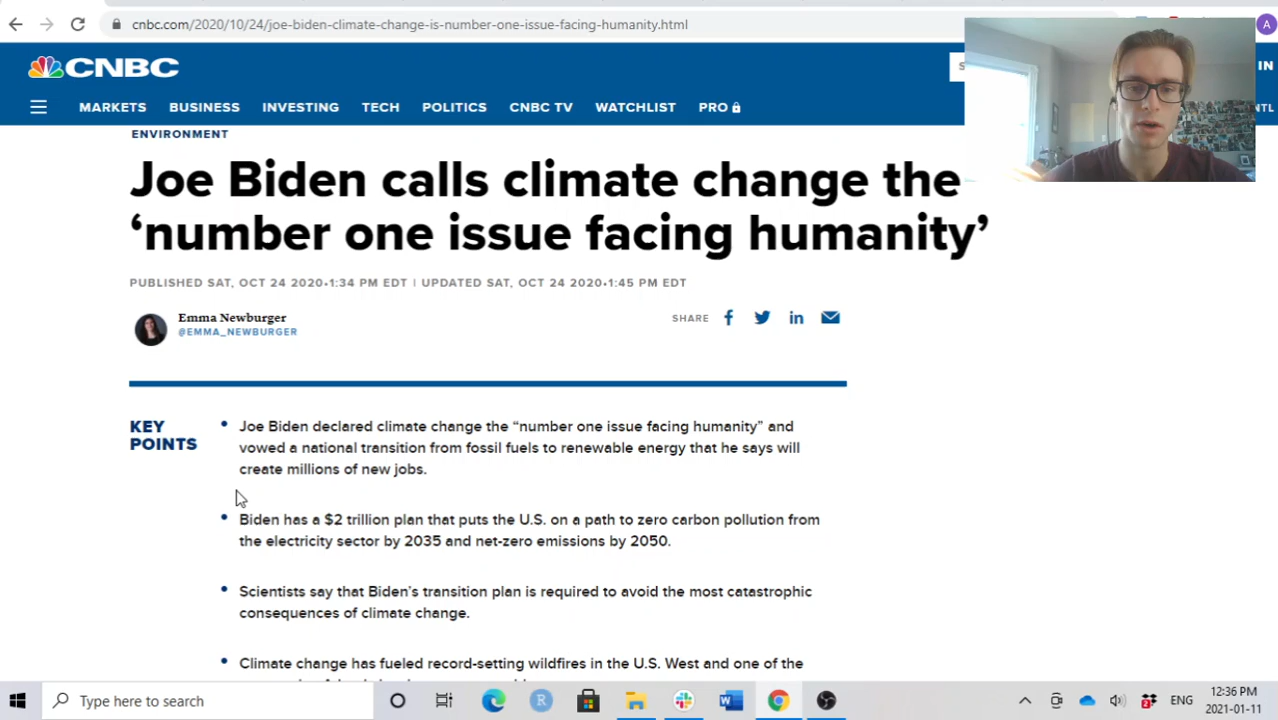 cnbc.com/2020/10/24/joe-biden-climate-change-is-number-one-issue-facing-humanity.html
A
CNBC
S
IN
MARKETS BUSINESS INVESTING TECH POLITICS CNBC TV WATCHLIST PRO
NTL
ENVIRONMENT
Joe Biden calls climate change the
‘number one issue facing humanity’
PUBLISHED SAT, OCT 24 2020•1:34 PM EDT | UPDATED SAT, OCT 24 2020•1:45 PM EDT
Emma Newburger
@EMMA_NEWBURGER
SHARE
KEY
POINTS
• Joe Biden declared climate change the “number one issue facing humanity” and
vowed a national transition from fossil fuels to renewable energy that he says will
create millions of new jobs.
• Biden has a $2 trillion plan that puts the U.S. on a path to zero carbon pollution from
the electricity sector by 2035 and net-zero emissions by 2050.
• Scientists say that Biden’s transition plan is required to avoid the most catastrophic
consequences of climate change.
• Climate change has fueled record-setting wildfires in the U.S. West and one of the
Type here to search
ENG
12:36 PM
2021-01-11